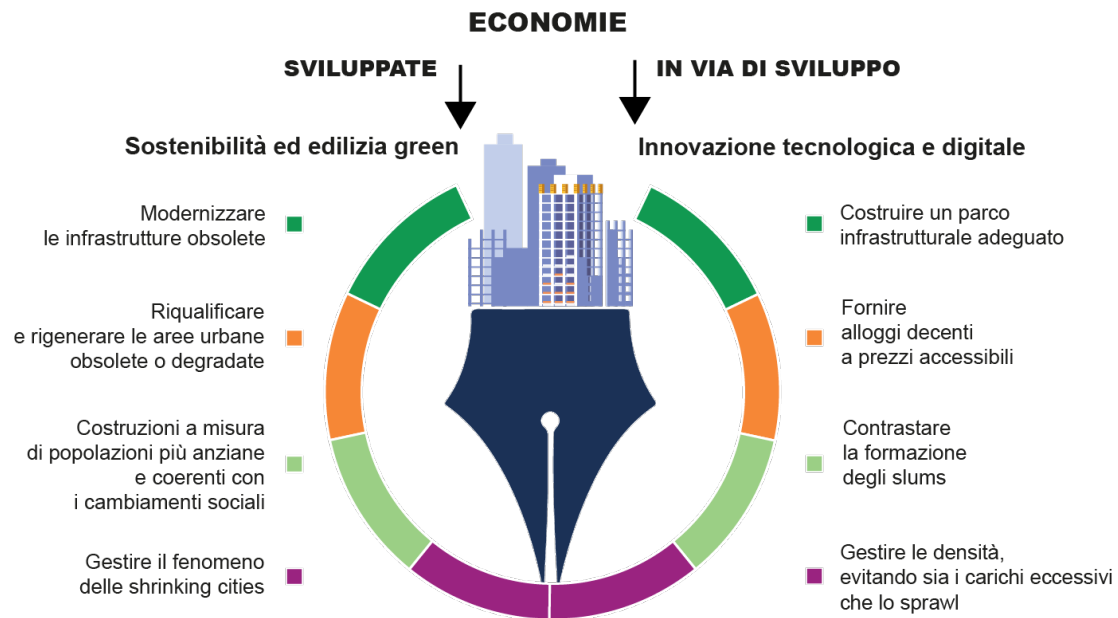 ECONOMIE
SVILUPPATE
IN VIA DI SVILUPPO
Sostenibilità ed edilizia green
Innovazione tecnologica e digitale
Modernizzare
le infrastrutture obsolete
Riqualificare
e rigenerare le aree urbane
obsolete o degradate
Costruzioni a misura
di popolazioni più anziane
e coerenti con
i cambiamenti sociali
Gestire il fenomeno
delle shrinking cities
Costruire un parco
infrastrutturale adeguato
Fornire
alloggi decenti
a prezzi accessibili
Contrastare
la formazione
degli slums
Gestire le densità,
evitando sia i carichi eccessivi
che lo sprawl